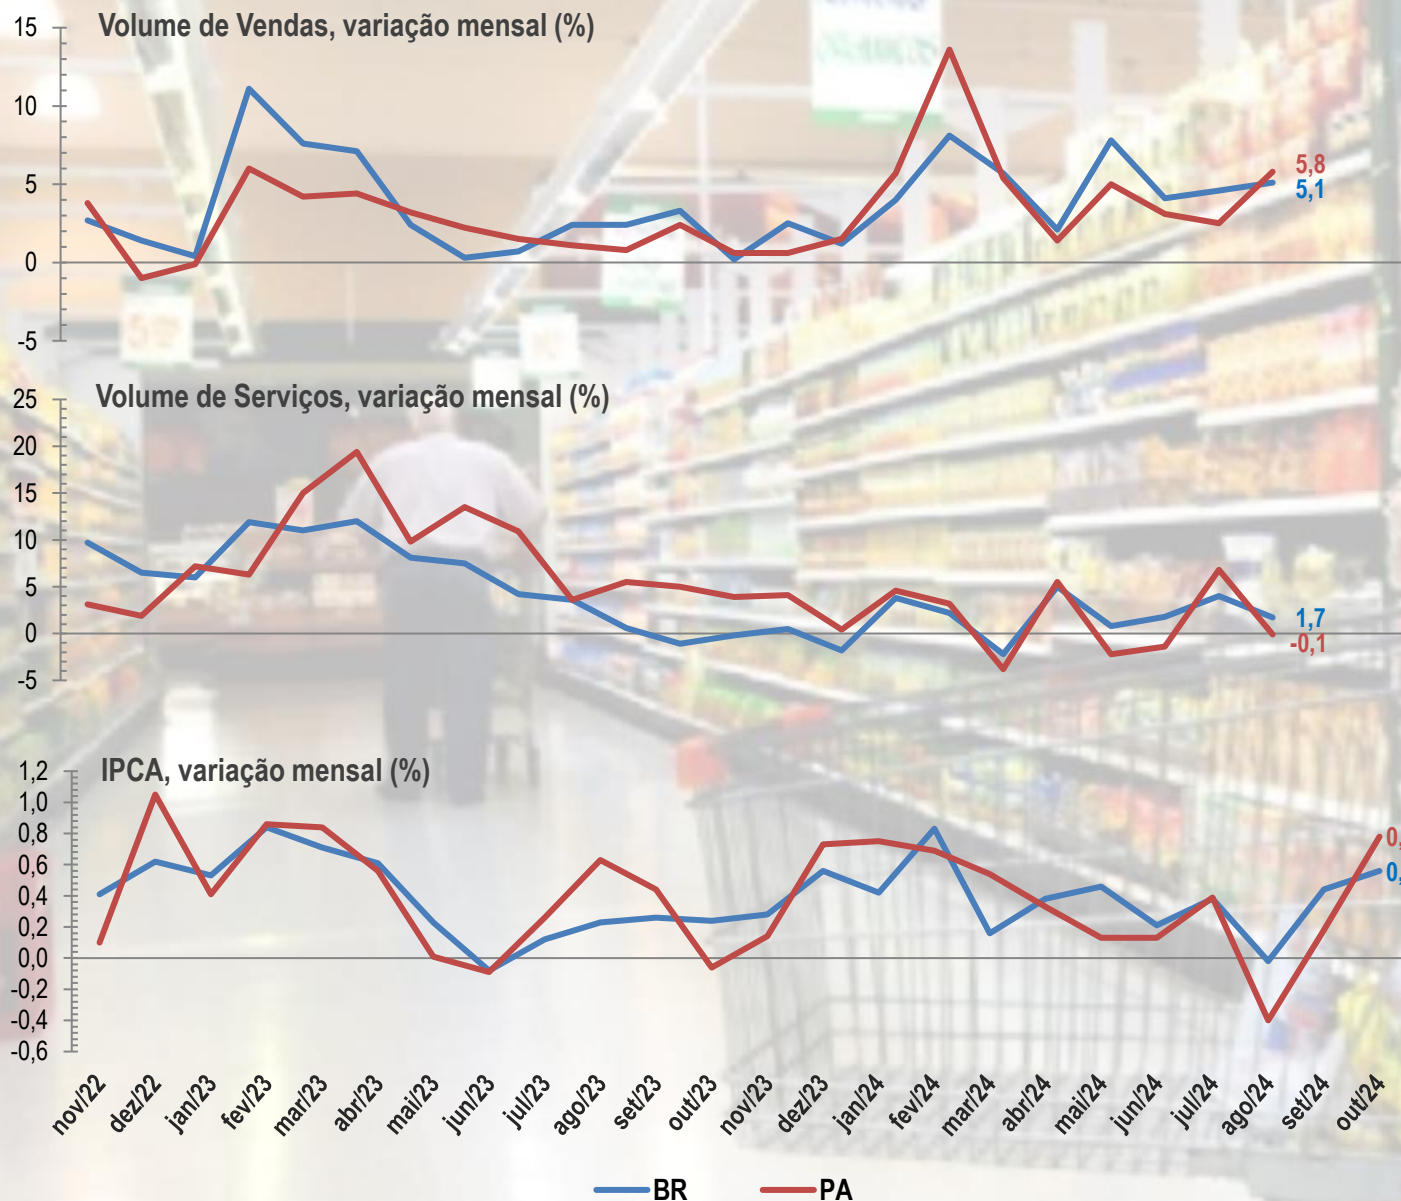 Volume de Vendas, variação mensal (%)
15
10
5
0
-5
5,8
5,1
Volume de Serviços, variação mensal (%)
25
20
15
10
5
0
-5
1,7
-0,1
IPCA, variação mensal (%)
1,2
1,0
0,8
0,6
0,4
0,2
0,0
-0,2
-0,4
-0,6
0,
0,
nov/22
dez/22
jan/23
fev/23
mar/23
abr/23
mai/23
jun/23
jul/23
ago/23
set/23
out/23
nov/23
dez/23
jan/24
fev/24
mar/24
abr/24
mai/24
jun/24
jul/24
ago/24
set/24
out/24
BR
PA